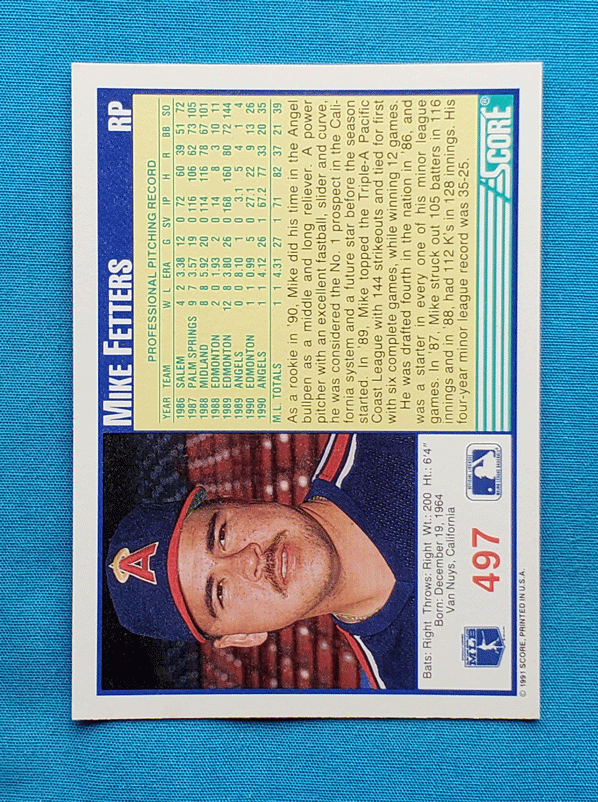 MIKE FETTERS RP
PROFESSIONAL PITCHING RECORD
YEAR TEAM W L ERA G SV IP H R BB SO
1986 SALEM 4 2 3.38 12 0 72 60 39 51 72
1987 PALM SPRINGS 9 7 3.57 19 0 116 106 62 73 105
1988 MIDLAND 8 8 5.92 20 0 114 116 78 67 101
1988 EDMONTON 2 0 1.93 2 0 14 8 3 10 11
1989 EDMONTON 12 8 3.80 26 0 168 160 80 72 144
1989 ANGELS 0 0 8.10 1 0 3.1 5 4 1 4
1990 EDMONTON 1 1 0.99 5 0 27.1 22 9 13 26
1990 ANGELS 1 1 4.12 26 1 67.2 77 33 20 35
M.L. TOTALS 1 1 4.31 27 1 71 82 37 21 39
As a rookie in '90, Mike did his time in the Angel
bullpen as a middle and long reliever. A power
pitcher with an excellent fastball, slider and curve,
he was considered the No. 1 prospect in the Cali-
fornia system and a future star before the season
started. In '89, Mike topped the Triple-A Pacific
Coast League with 144 strikeouts and tied for first
with six complete games, while winning 12 games.
He was drafted fourth in the nation in '86, and
was a starter in every one of his minor league
games. In '87, Mike struck out 105 batters in 116
innings and in '88, had 112 K's in 128 innings. His
four-year minor league record was 35-25.
SCORE®
A
Bats: Right Throws: Right Wt.: 200 Ht.: 6'4"
Born: December 19, 1964
Van Nuys, California
497
© 1991 SCORE, PRINTED IN U.S.A.